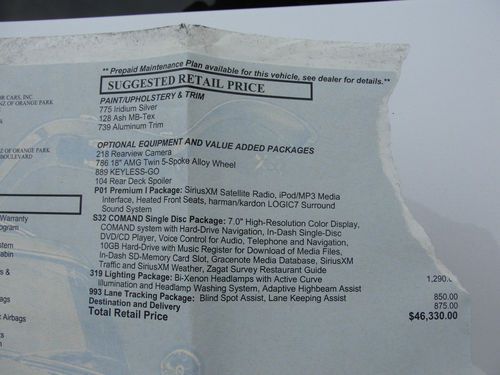 ** Prepaid Maintenance Plan available for this vehicle, see dealer for details.**
SUGGESTED RETAIL PRICE
OR CARS, INC
NZ OF ORANGE PARK
PAINT/UPHOLSTERY & TRIM
775 Iridium Silver
128 Ash MB-Tex
739 Aluminum Trim
OPTIONAL EQUIPMENT AND VALUE ADDED PACKAGES
218 Rearview Camera
NZ OF ORANGE PARK
BOULEVARD
786 18" AMG Twin 5-Spoke Alloy Wheel
889 KEYLESS-GO
104 Rear Deck Spoiler
P01 Premium I Package: SiriusXM Satellite Radio, iPod/MP3 Media
Interface, Heated Front Seats, harman/kardon LOGIC7 Surround
Sound System
Warranty
S32 COMAND Single Disc Package: 7.0" High-Resolution Color Display,
COMAND system with Hard-Drive Navigation, In-Dash Single-Disc
DVD/CD Player, Voice Control for Audio, Telephone and Navigation,
10GB Hard-Drive with Music Register for Download of Media Files,
In-Dash SD-Memory Card Slot, Gracenote Media Database, SiriusXM
Traffic and SiriusXM Weather, Zagat Survey Restaurant Guide
319 Lighting Package: Bi-Xenon Headlamps with Active Curve 1,290.
Illumination and Headlamp Washing System, Adaptive Highbeam Assist
993 Lane Tracking Package: Blind Spot Assist, Lane Keeping Assist 850.00
Destination and Delivery 875.00
Total Retail Price $46,330.00
Airbags